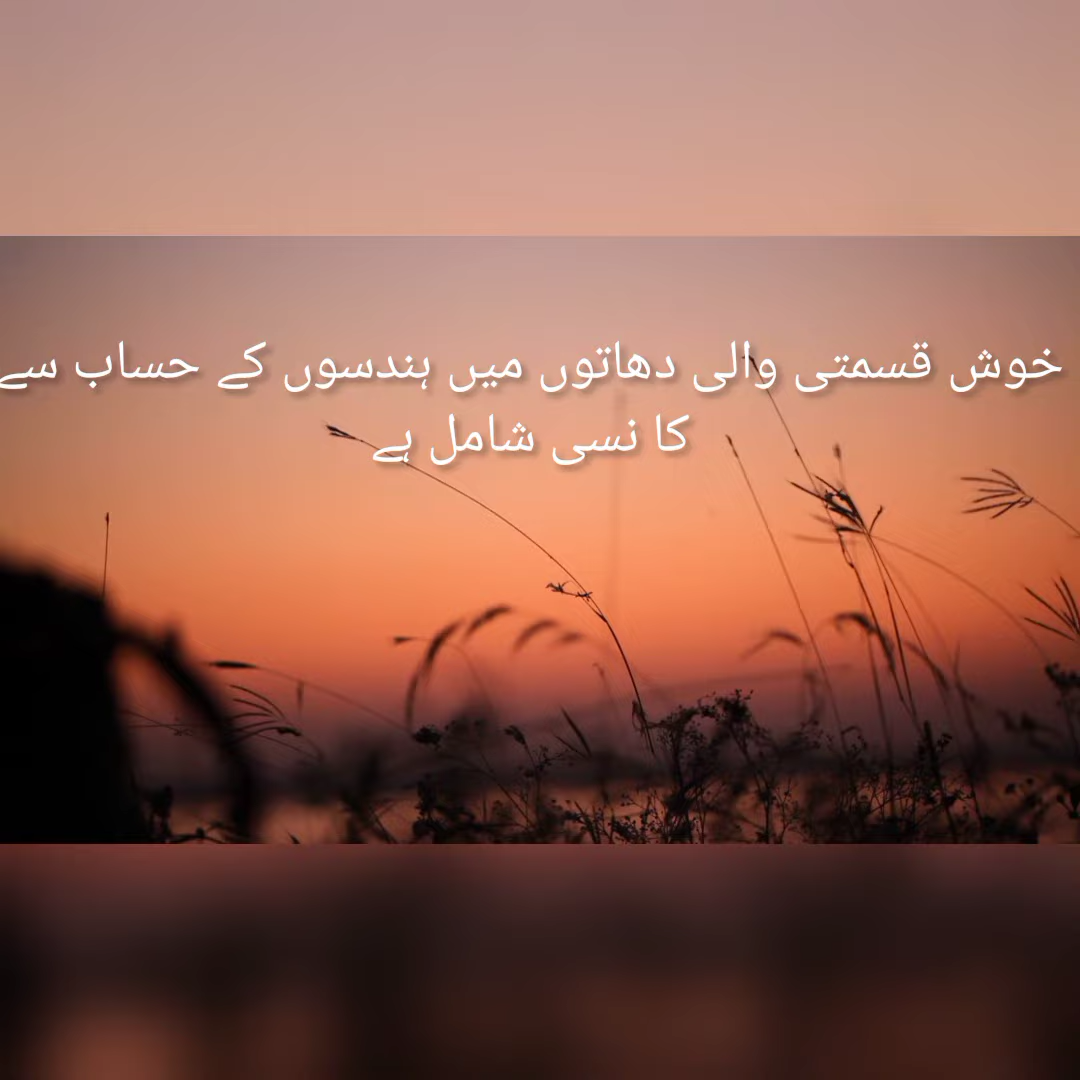 خوش قسمتی والی دھاتوں میں ہندسوں کے حساب سے
کا نسی شامل ہے